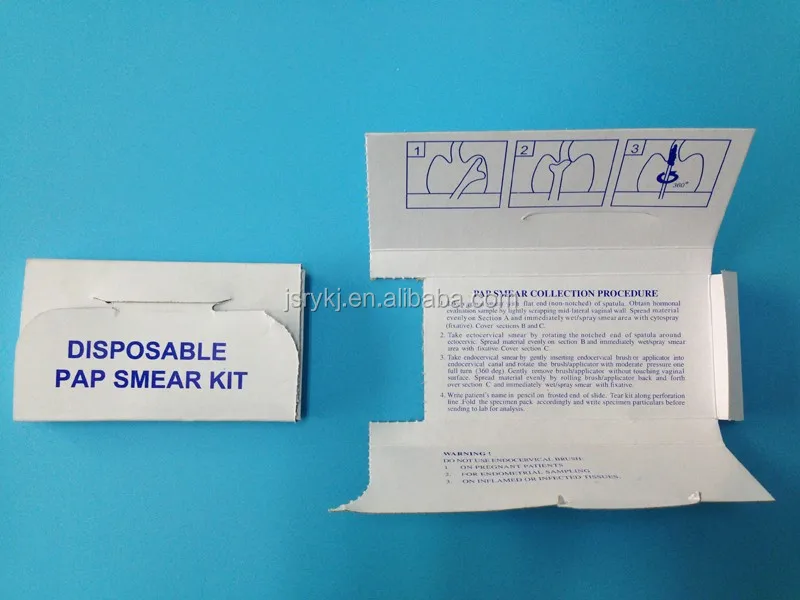 1 2 3
360°
jsrykj.en.alibaba.com
DISPOSABLE
PAP SMEAR KIT
PAP SMEAR COLLECTION PROCEDURE
with flat end (non-notched) of spatula. Obtain hormonal
evaluation sample by lightly scrapping mid-lateral vaginal wall. Spread material
evenly on Section A and immediately wet/spray smear area with cytospray
(fixative). Cover sections B and C.
2. Take ectocervical smear by rotating the notched end of spatula around
ectocervic. Spread material evenly on section B and immediately wet/spray smear
area with fixative. Cover section C.
3. Take endocervical smear by gently inserting endocervical brush or applicator into
endocervical canal and rotate the brush/applicator with moderate pressure one
full turn (360 deg). Gently remove brush/applicator without touching vaginal
surface. Spread material evenly by rolling brush/applicator back and forth
over section C and immediately wet/spray smear with fixative.
4. Write patient's name in pencil on frosted end of slide. Tear kit along perforation
fine. Fold the specimen pack accordingly and write specimen particulars before
sending to lab for analysis.
WARNING !
DO NOT USE ENDOCERVICAL BRUSH
1. ON PREGNANT PATIENTS
2. FOR ENDOMETRIAL SAMPLING
3. ON INFLAMED OR INFECTED TISSUES.